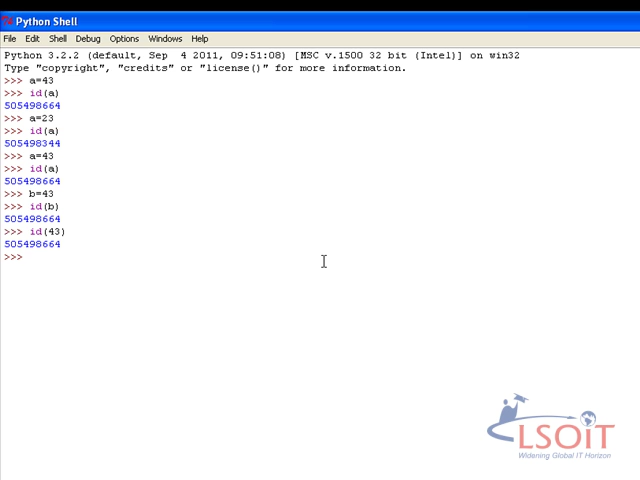 Python Shell
File Edit Shell Debug Options Windows Help
Python 3.2.2 (default, Sep  4 2011, 09:51:08) [MSC v.1500 32 bit (Intel)] on win32
Type "copyright", "credits" or "license()" for more information.
>>> a=43
>>> id(a)
505498664
>>> a=23
>>> id(a)
505498344
>>> a=43
>>> id(a)
505498664
>>> b=43
>>> id(b)
505498664
>>> id(43)
505498664
>>>
LSOiT
Widening Global IT Horizon